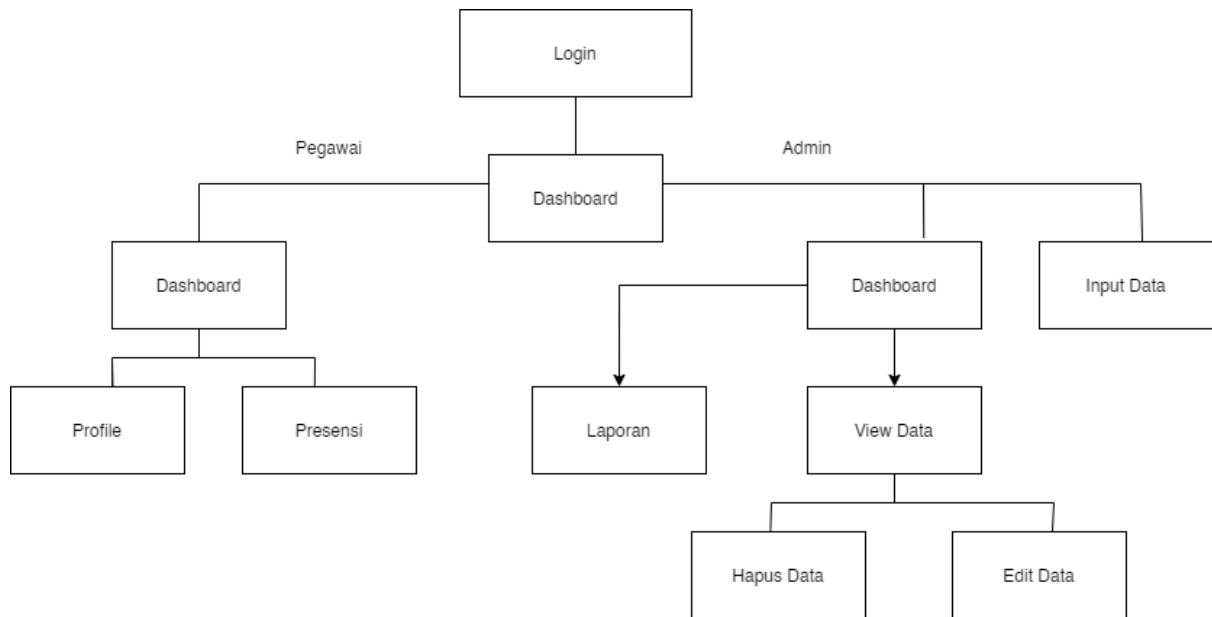 Login
Pegawai
Admin
Dashboard
Dashboard
Dashboard
Input Data
Profile
Presensi
Laporan
View Data
Hapus Data
Edit Data